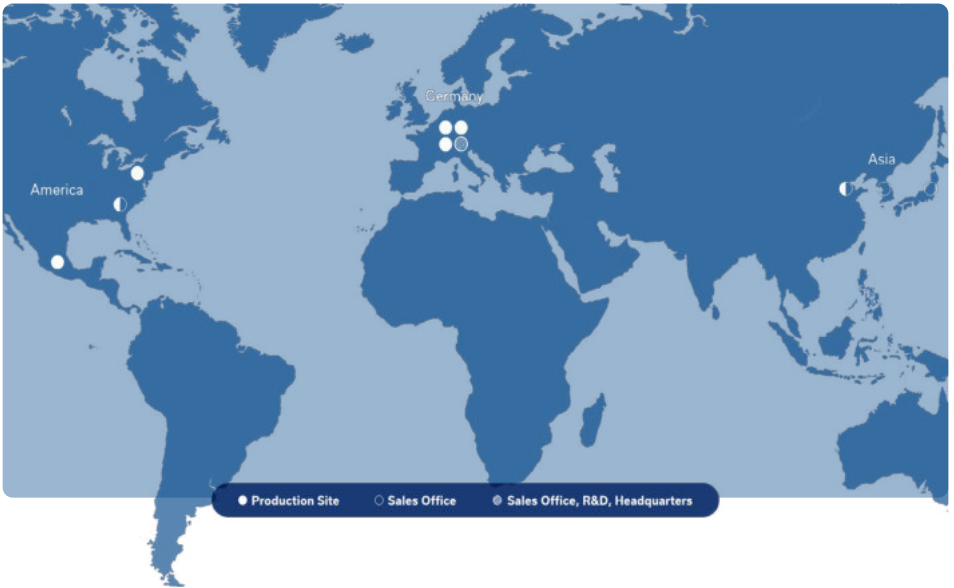 Germany
Asia
America
Production Site
Sales Office
Sales Office, R&D, Headquarters